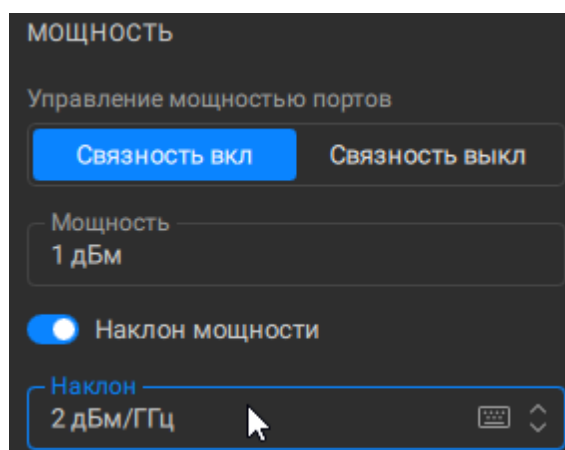 МОЩНОСТЬ
Управление мощностью портов
Связность вкл Связность выкл
Мощность
1 дБм
Наклон мощности
Наклон
2 дБм/ГГц